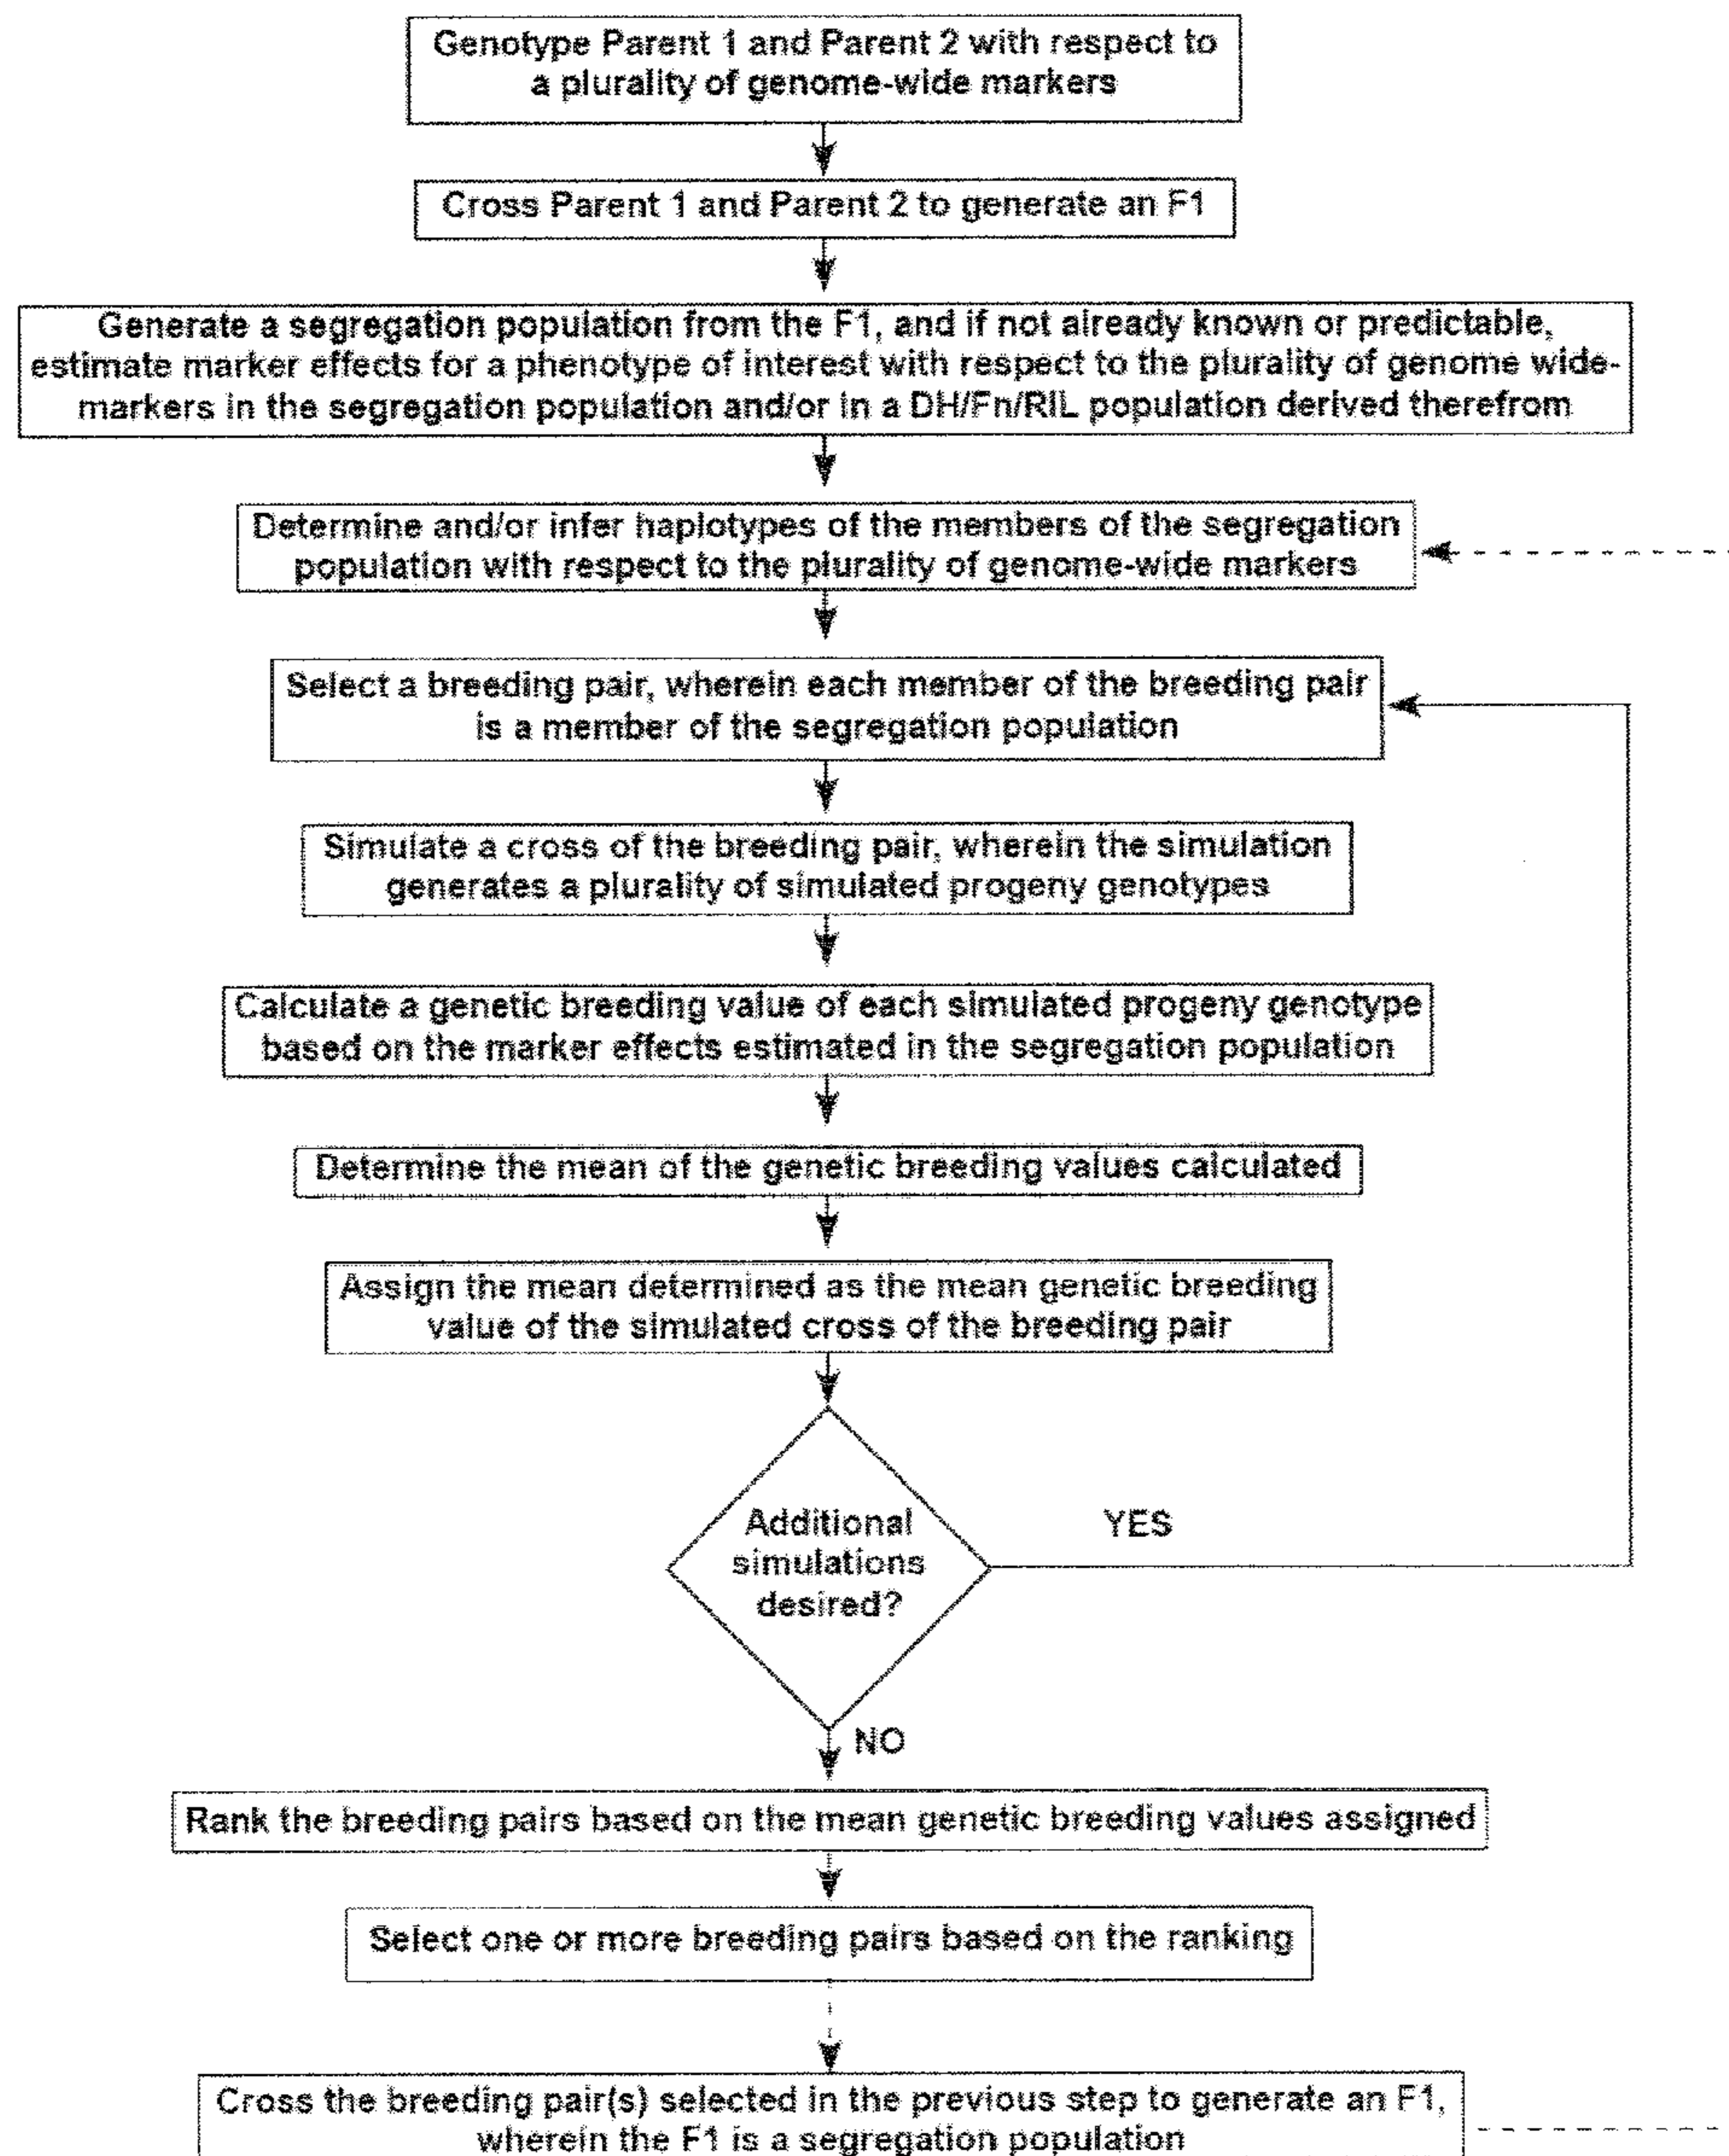 Genotype Parent 1 and Parent 2 with respect to
a plurality of genome-wide markers
Cross Parent 1 and Parent 2 to generate an F1
Generate a segregation population from the F1, and if not already known or predictable,
estimate marker effects for a phenotype of interest with respect to the plurality of genome wide-
markers in the segregation population and/or in a DH/Fn/RIL population derived therefrom
Determine and/or infer haplotypes of the members of the segregation
population with respect to the plurality of genome-wide markers
Select a breeding pair, wherein each member of the breeding pair
is a member of the segregation population
Simulate a cross of the breeding pair, wherein the simulation
generates a plurality of simulated progeny genotypes
Calculate a genetic breeding value of each simulated progeny genotype
based on the marker effects estimated in the segregation population
Determine the mean of the genetic breeding values calculated
Assign the mean determined as the mean genetic breeding
value of the simulated cross of the breeding pair
Additional
simulations
desired?
YES
NO
Rank the breeding pairs based on the mean genetic breeding values assigned
Select one or more breeding pairs based on the ranking
Cross the breeding pair(s) selected in the previous step to generate an F1,
wherein the F1 is a segregation population